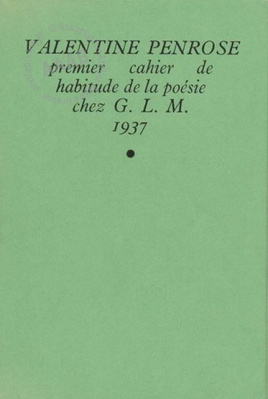 VALENTINE PENROSE
premier cahier de
habitude de la poésie
chez G. L. M.
1937